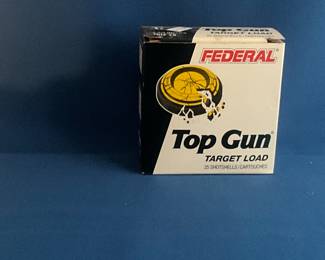 FEDERAL®
Top Gun®
TARGET LOAD
25 SHOTSHELLS/CARTOUCHES